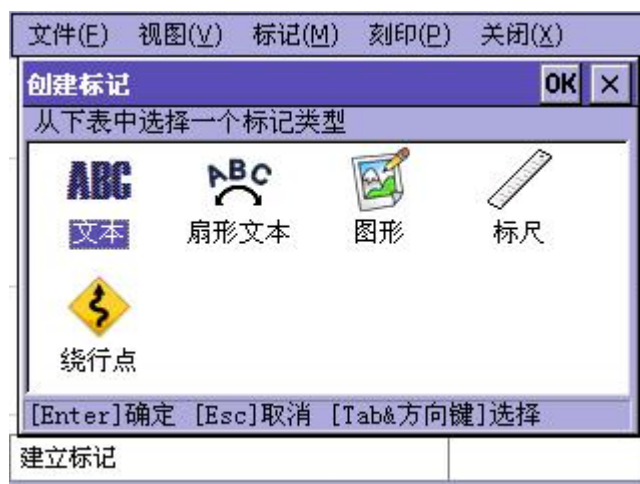 文件(F) 视图(V) 标记(M) 刻印(P) 关闭(X)
创建标记 OK ×
从下表中选择一个标记类型
ABC ABC
文本 扇形文本 图形 标尺
绕行点
[Enter]确定 [Esc]取消 [Tab&方向键]选择
建立标记